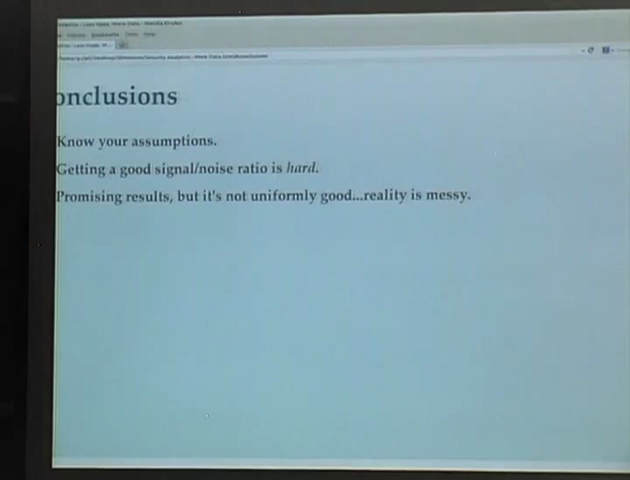 onclusions
Know your assumptions.
Getting a good signal/noise ratio is hard.
Promising results, but it's not uniformly good...reality is messy.